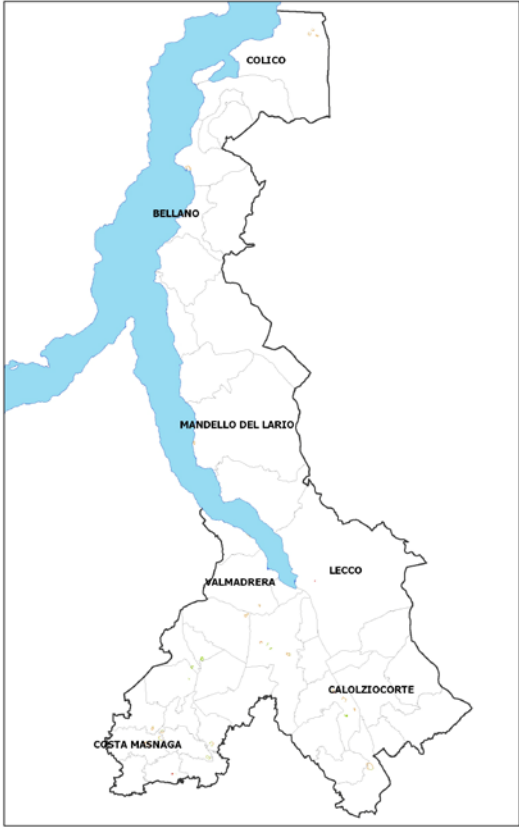 COLICO
BELLANO
MANDELLO DEL LARIO
LECCO
VALMADRERA
CALOLZIOCORTE
COSTA MASNAGA